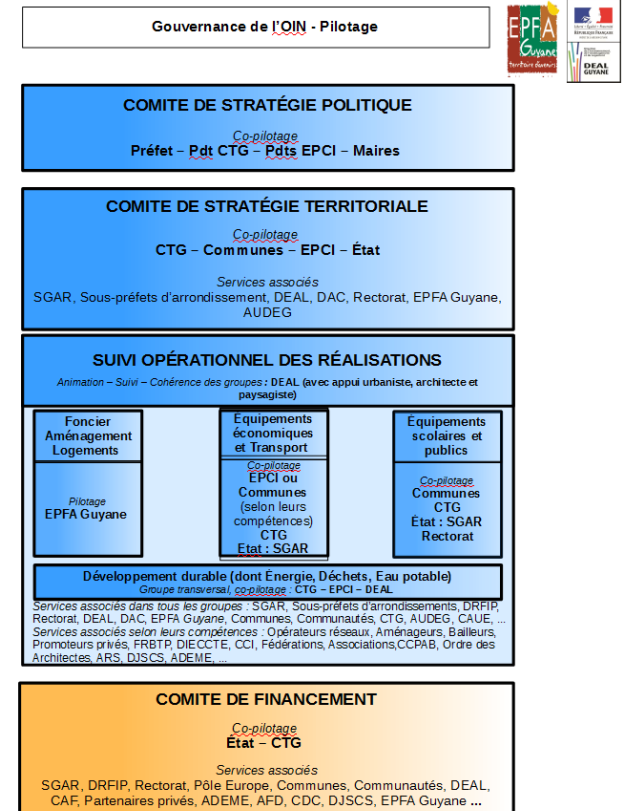 Gouvernance de l'OIN - Pilotage
EPFA
Guyane
RÉPUBLIQUE FRANÇAISE
DEAL
GUYANE
COMITE DE STRATÉGIE POLITIQUE
Co-pilotage
Préfet – Pdt CTG – Pdts EPCI – Maires
COMITE DE STRATÉGIE TERRITORIALE
Co-pilotage
CTG – Communes – EPCI – État
Services associés
SGAR, Sous-préfets d'arrondissement, DEAL, DAC, Rectorat, EPFA Guyane,
AUDEG
SUIVI OPÉRATIONNEL DES RÉALISATIONS
Animation – Suivi – Cohérence des groupes : DEAL (avec appui urbaniste, architecte et
paysagiste)
Foncier
Aménagement
Logements
Pilotage
EPFA Guyane
Équipements
économiques
et Transport
Co-pilotage
EPCI ou
Communes
(selon leurs
compétences)
CTG
Etat : SGAR
Équipements
scolaires et
publics
Co-pilotage
Communes
CTG
État : SGAR
Rectorat
Développement durable (dont Énergie, Déchets, Eau potable)
Groupe transversal, co-pilotage : CTG – EPCI – DEAL
Services associés dans tous les groupes : SGAR, Sous-préfets d'arrondissements, DRFIP,
Rectorat, DEAL, DAC, EPFA Guyane, Communes, Communautés, CTG, AUDEG, CAUE, ...
Services associés selon leurs compétences : Opérateurs réseaux, Aménageurs, Bailleurs,
Promoteurs privés, FRBTP, DIECCTE, CCI, Fédérations, Associations,CCPAB, Ordre des
Architectes, ARS, DJSCS, ADEME, ...
COMITE DE FINANCEMENT
Co-pilotage
État – CTG
Services associés
SGAR, DRFIP, Rectorat, Pôle Europe, Communes, Communautés, DEAL,
CAF, Partenaires privés, ADEME, AFD, CDC, DJSCS, EPFA Guyane ...